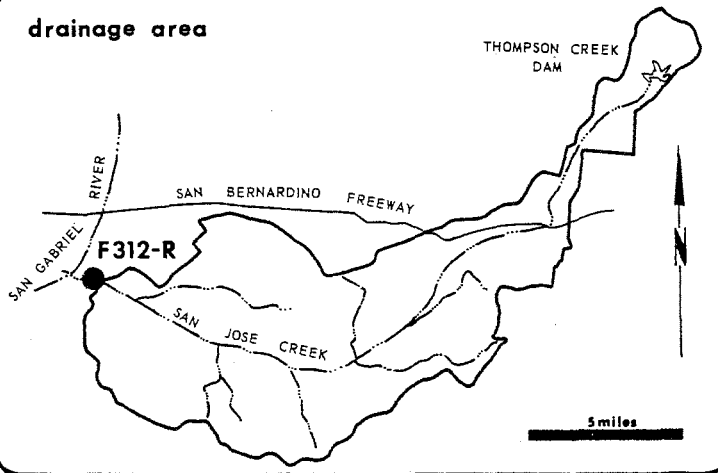 drainage area
THOMPSON CREEK
DAM
SAN BERNARDINO FREEWAY
SAN GABRIEL RIVER
F312-R
SAN JOSE CREEK
N
5 miles